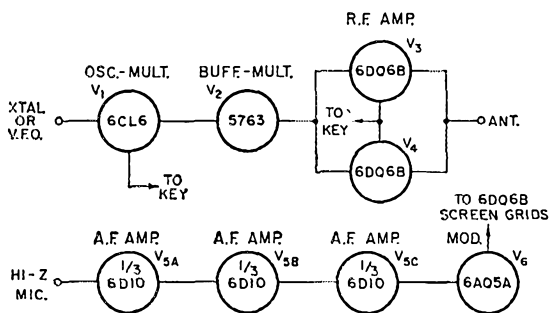 R.F. AMP.
OSC.-MULT.
BUFF.-MULT.
V3
V1
V2
6DQ6B
XTAL
OR
V.F.O.
6CL6
5763
TO
KEY
ANT.
V4
TO
KEY
6DQ6B
TO 6DQ6B
SCREEN GRIDS
A.F. AMP.
A.F. AMP.
A.F. AMP.
MOD.
V5A
V5B
V5C
V6
HI-Z
MIC.
1/3
6D10
1/3
6D10
1/3
6D10
6AQ5A